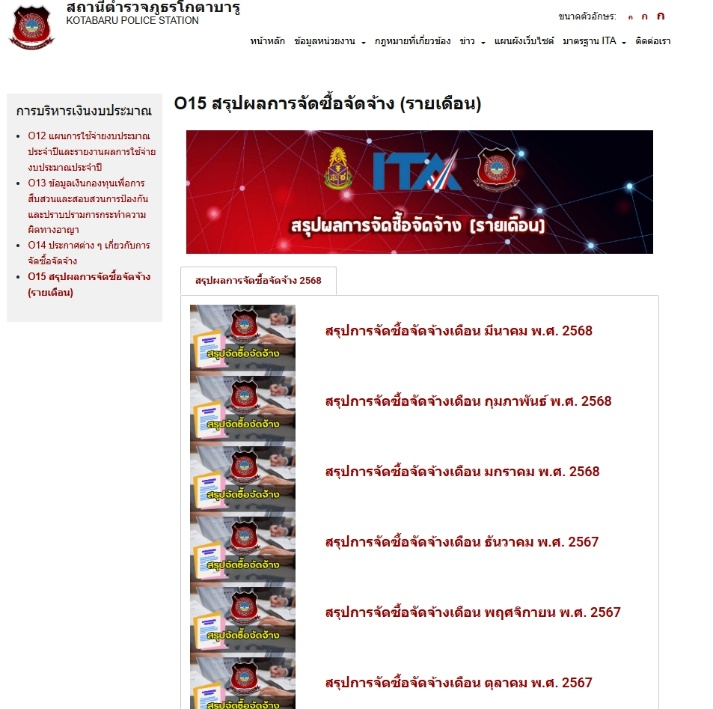 สถานีตำรวจภูธรโกตาบารู
KOTABARU POLICE STATION
ขนาดตัวอักษร: ก ก ก
หน้าหลัก ข้อมูลหน่วยงาน กฎหมายที่เกี่ยวข้อง ข่าว แผนผังเว็บไซต์ มาตรฐาน ITA ติดต่อเรา
การบริหารเงินงบประมาณ
O12 แผนการใช้จ่ายงบประมาณ
ประจำปีและรายงานผลการใช้จ่าย
งบประมาณประจำปี
O13 ข้อมูลเงินกองทุนเพื่อการ
สืบสวนและสอบสวนการป้องกัน
และปราบปรามการกระทำความ
ผิดทางอาญา
O14 ประกาศต่าง ๆ เกี่ยวกับการ
จัดซื้อจัดจ้าง
O15 สรุปผลการจัดซื้อจัดจ้าง
(รายเดือน)
O15 สรุปผลการจัดซื้อจัดจ้าง (รายเดือน)
ITA
สรุปผลการจัดซื้อจัดจ้าง (รายเดือน)
สรุปผลการจัดซื้อจัดจ้าง 2568
สรุปจัดซื้อจัดจ้าง
สรุปการจัดซื้อจัดจ้างเดือน มีนาคม พ.ศ. 2568
สรุปจัดซื้อจัดจ้าง
สรุปการจัดซื้อจัดจ้างเดือน กุมภาพันธ์ พ.ศ. 2568
สรุปจัดซื้อจัดจ้าง
สรุปการจัดซื้อจัดจ้างเดือน มกราคม พ.ศ. 2568
สรุปจัดซื้อจัดจ้าง
สรุปการจัดซื้อจัดจ้างเดือน ธันวาคม พ.ศ. 2567
สรุปจัดซื้อจัดจ้าง
สรุปการจัดซื้อจัดจ้างเดือน พฤศจิกายน พ.ศ. 2567
สรุปจัดซื้อจัดจ้าง
สรุปการจัดซื้อจัดจ้างเดือน ตุลาคม พ.ศ. 2567